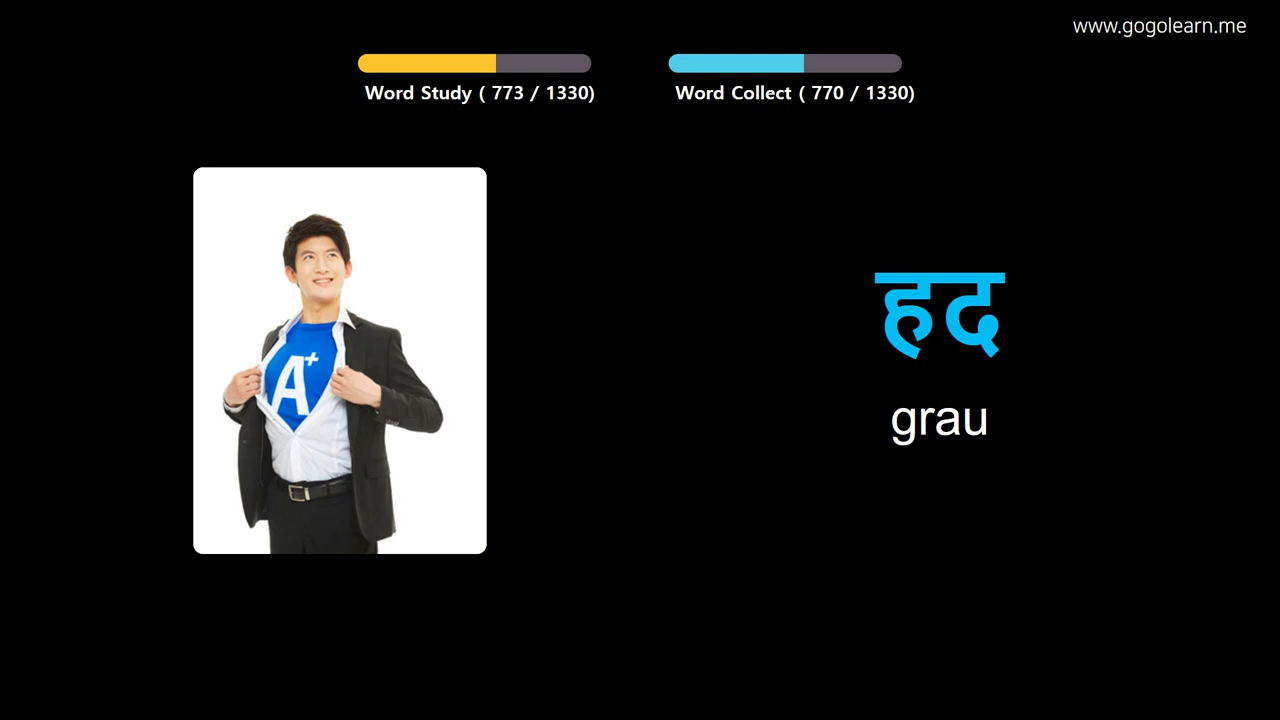 www.gogolearn.me
Word Study ( 773 / 1330)
Word Collect ( 770 / 1330)
A+
हद
grau